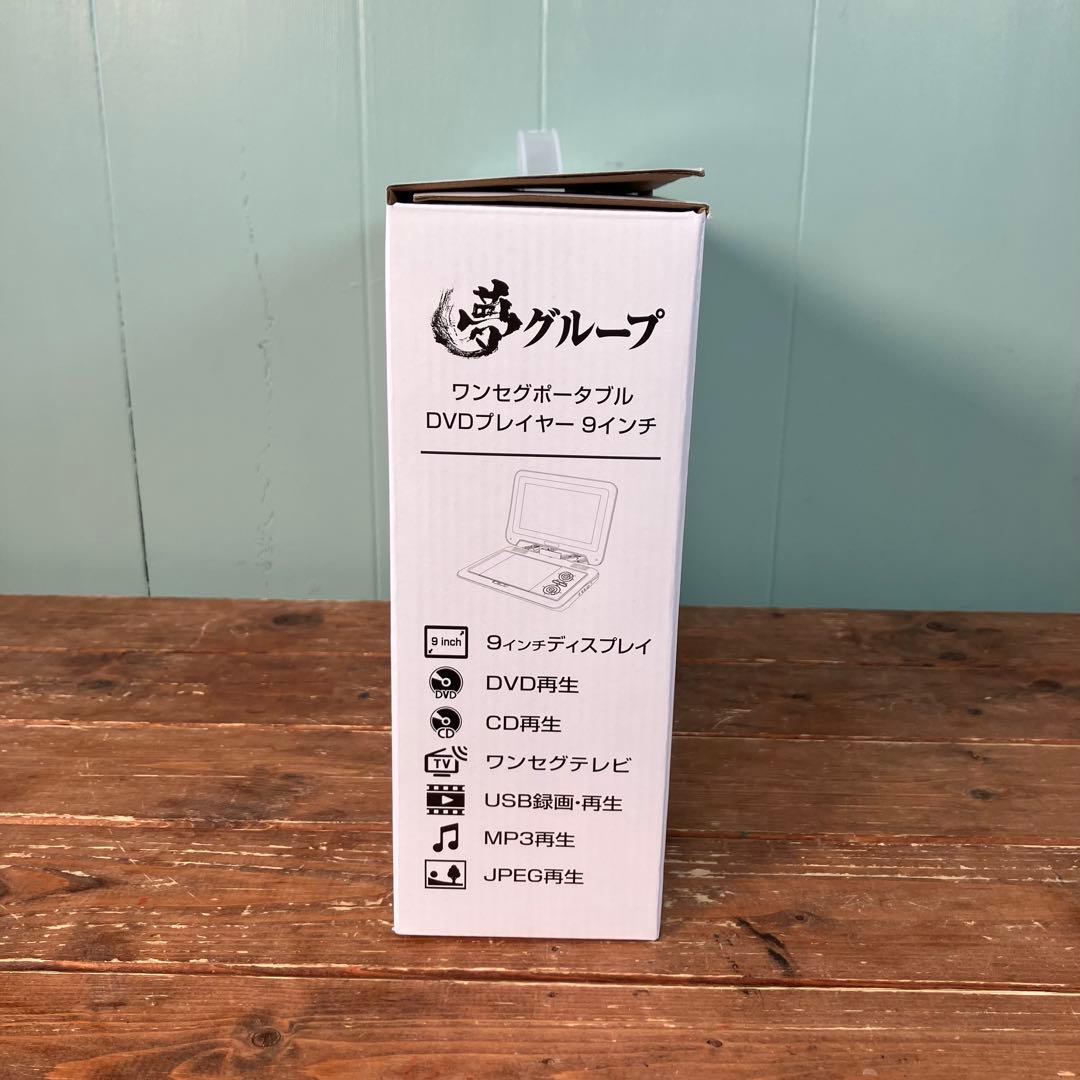 夢グループ
ワンセグポータブル
DVDプレイヤー 9インチ
9 inch 9インチディスプレイ
DVD DVD再生
CD CD再生
TV ワンセグテレビ
USB録画・再生
MP3再生
JPEG再生